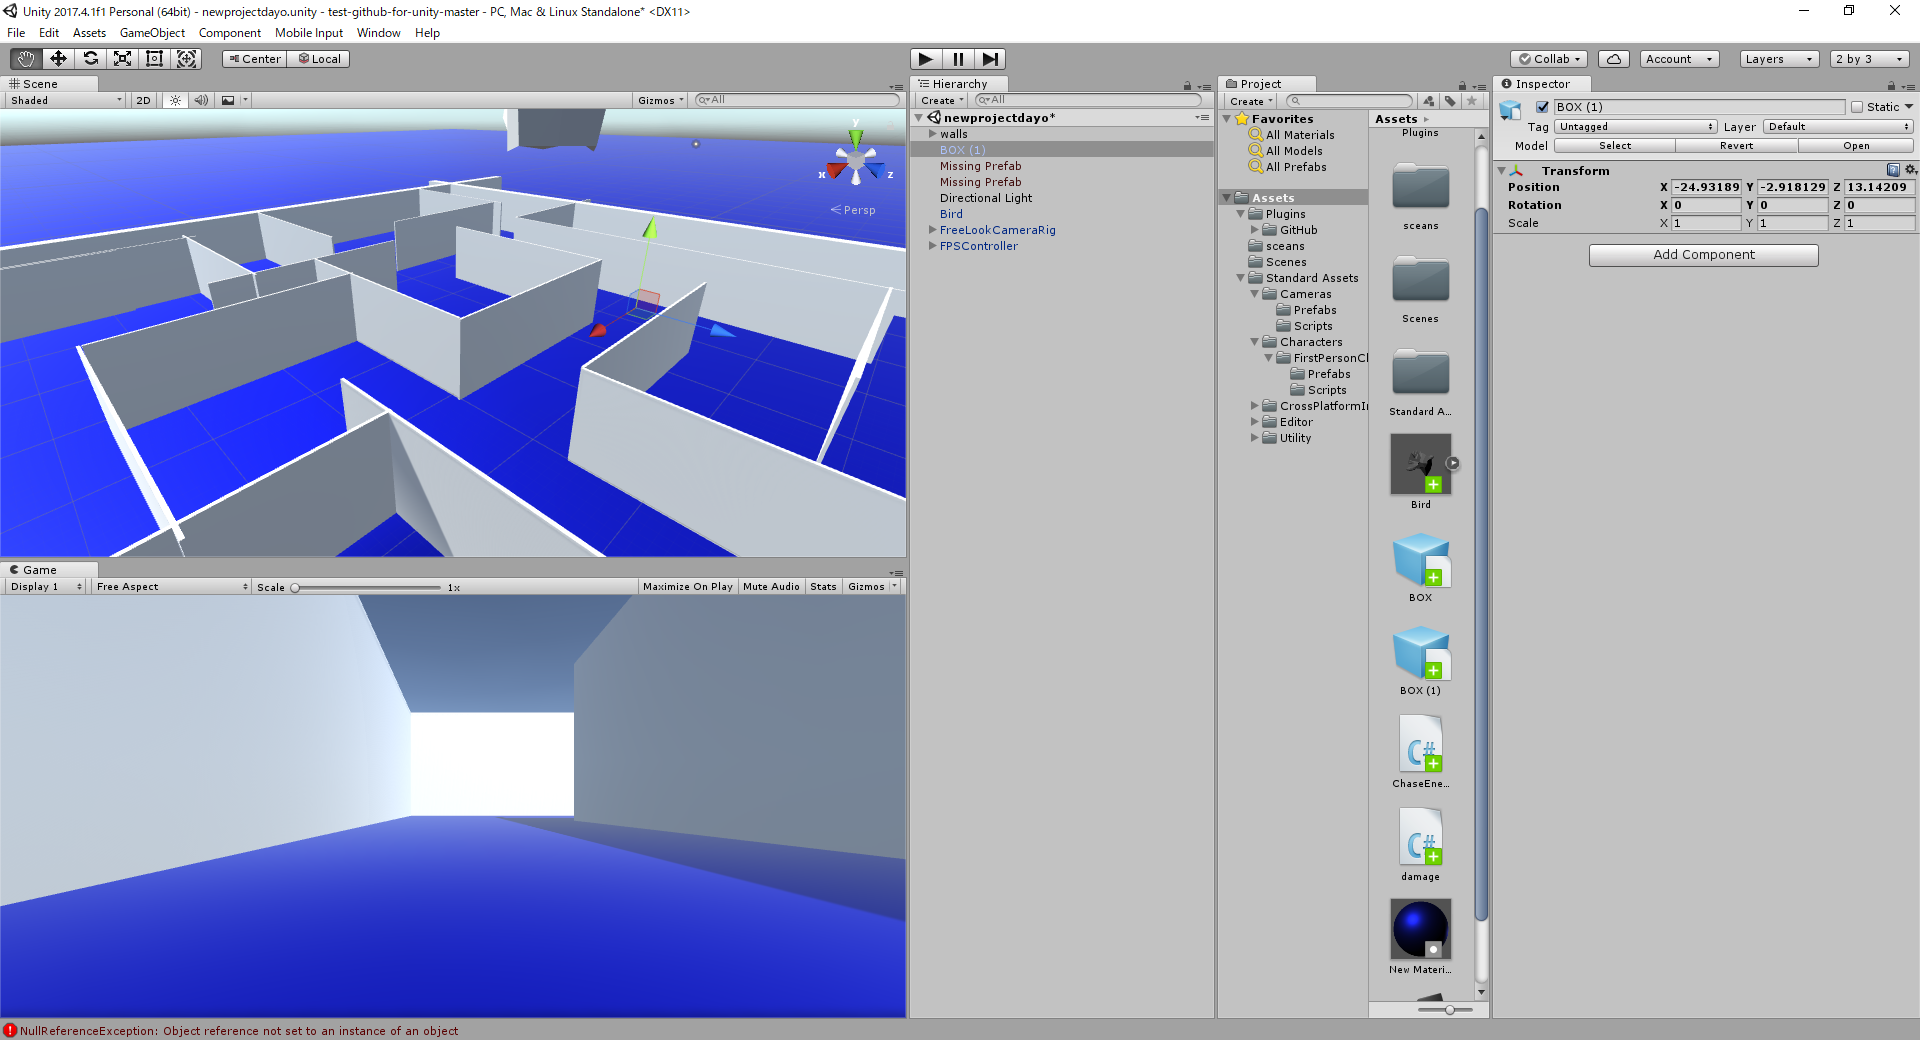 Unity 2017.4.1f1 Personal (64bit) - newprojectdayo.unity - test-github-for-unity-master - PC, Mac & Linux Standalone* <DX11>
File Edit Assets GameObject Component Mobile Input Window Help
Center Local
Collab Account Layers 2 by 3
Scene
Shaded 2D Gizmos All
y
x z
Persp
Game
Display 1 Free Aspect Scale 1x Maximize On Play Mute Audio Stats Gizmos
Hierarchy
Create All
newprojectdayo*
walls
BOX (1)
Missing Prefab
Missing Prefab
Directional Light
Bird
FreeLookCameraRig
FPSController
Project
Create
Favorites
All Materials
All Models
All Prefabs
Assets
Plugins
GitHub
sceans
Scenes
Standard Assets
Cameras
Prefabs
Scripts
Characters
FirstPersonCl
Prefabs
Scripts
CrossPlatformIr
Editor
Utility
Assets
Plugins
sceans
Scenes
Standard A...
Bird
BOX
BOX (1)
C#
ChaseEne...
C#
damage
New Materi...
Inspector
BOX (1) Static
Tag Untagged Layer Default
Model Select Revert Open
Transform
Position X -24.93189 Y -2.918129 Z 13.14209
Rotation X 0 Y 0 Z 0
Scale X 1 Y 1 Z 1
Add Component
NullReferenceException: Object reference not set to an instance of an object